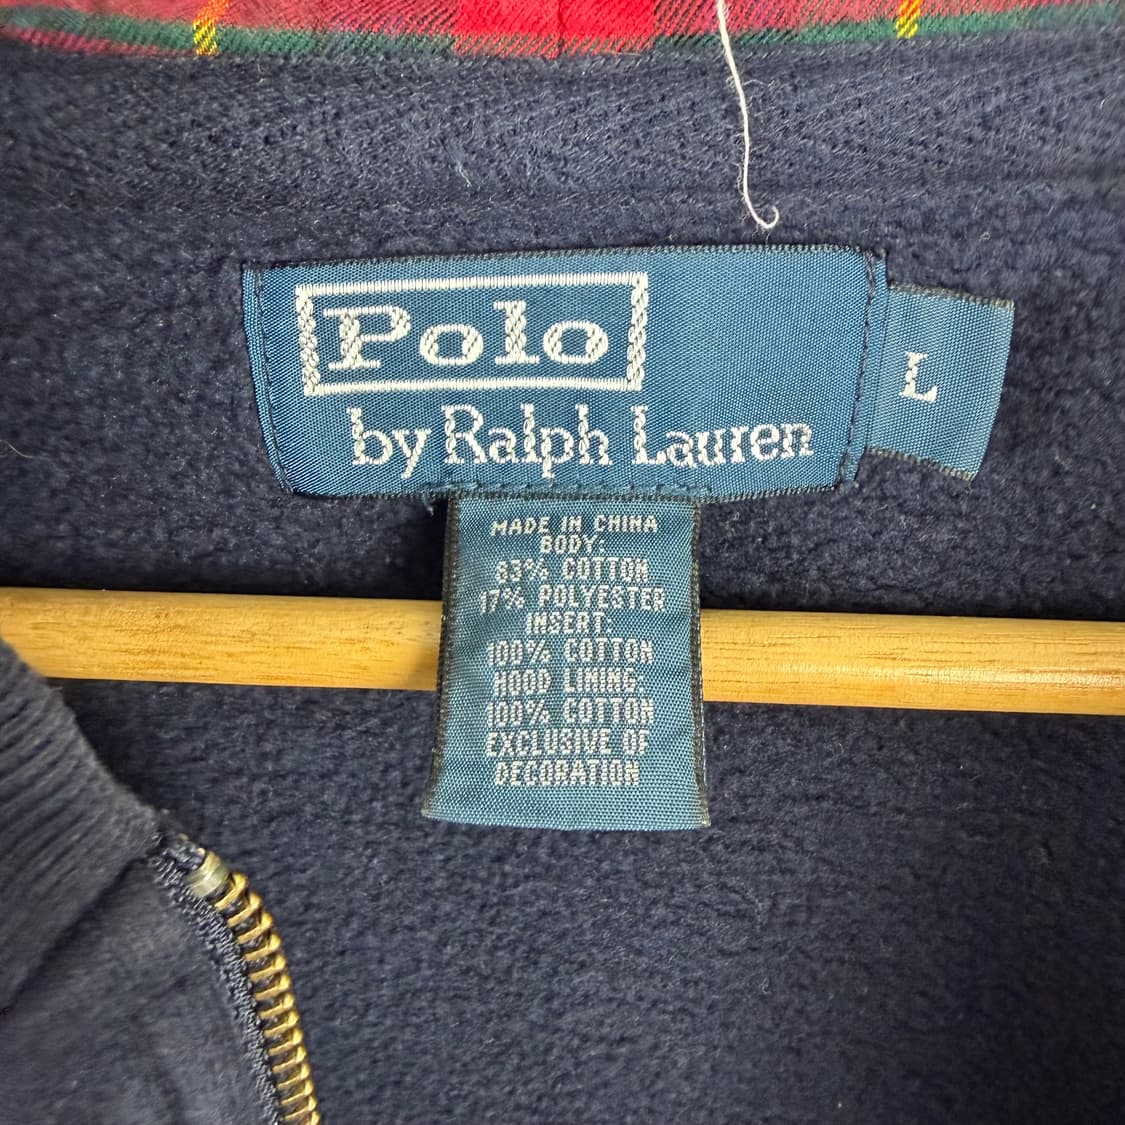 Polo
by Ralph Lauren
L
MADE IN CHINA
BODY:
83% COTTON
17% POLYESTER
INSERT:
100% COTTON
HOOD LINING:
100% COTTON
EXCLUSIVE OF
DECORATION